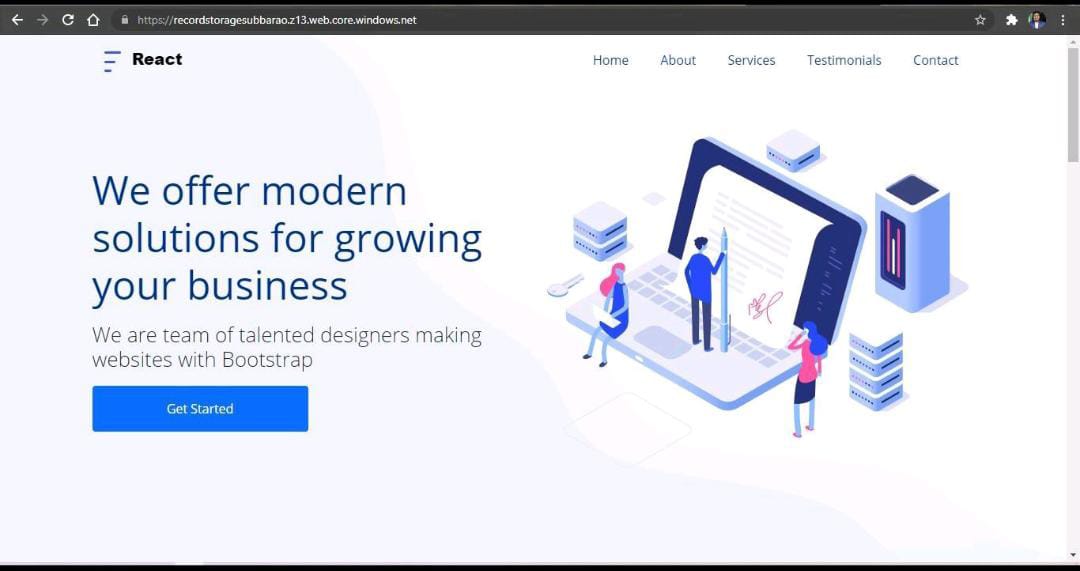 https://recordstoragesubbarao.z13.web.core.windows.net
React
Home About Services Testimonials Contact
We offer modern
solutions for growing
your business
We are team of talented designers making
websites with Bootstrap
Get Started